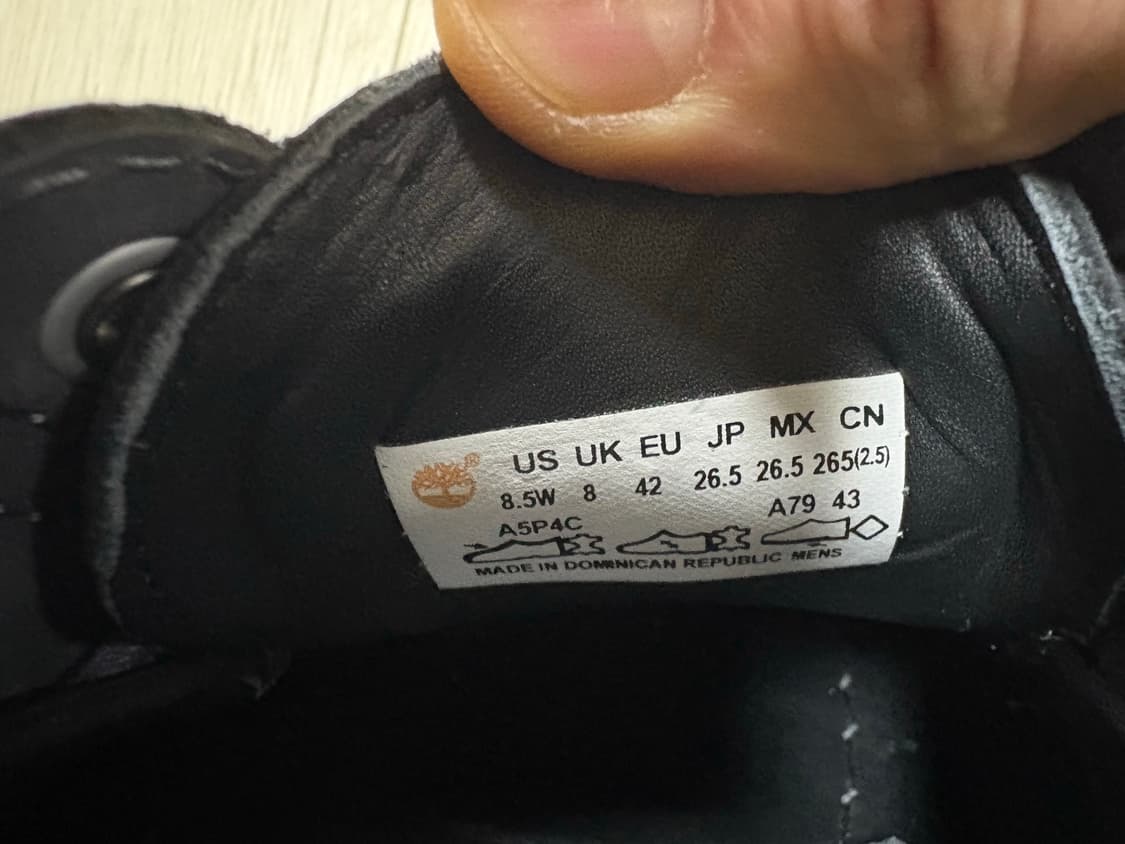 US UK EU JP MX CN
8.5W 8 42 26.5 26.5 265(2.5)
A5P4C A79 43
MADE IN DOMINICAN REPUBLIC MENS